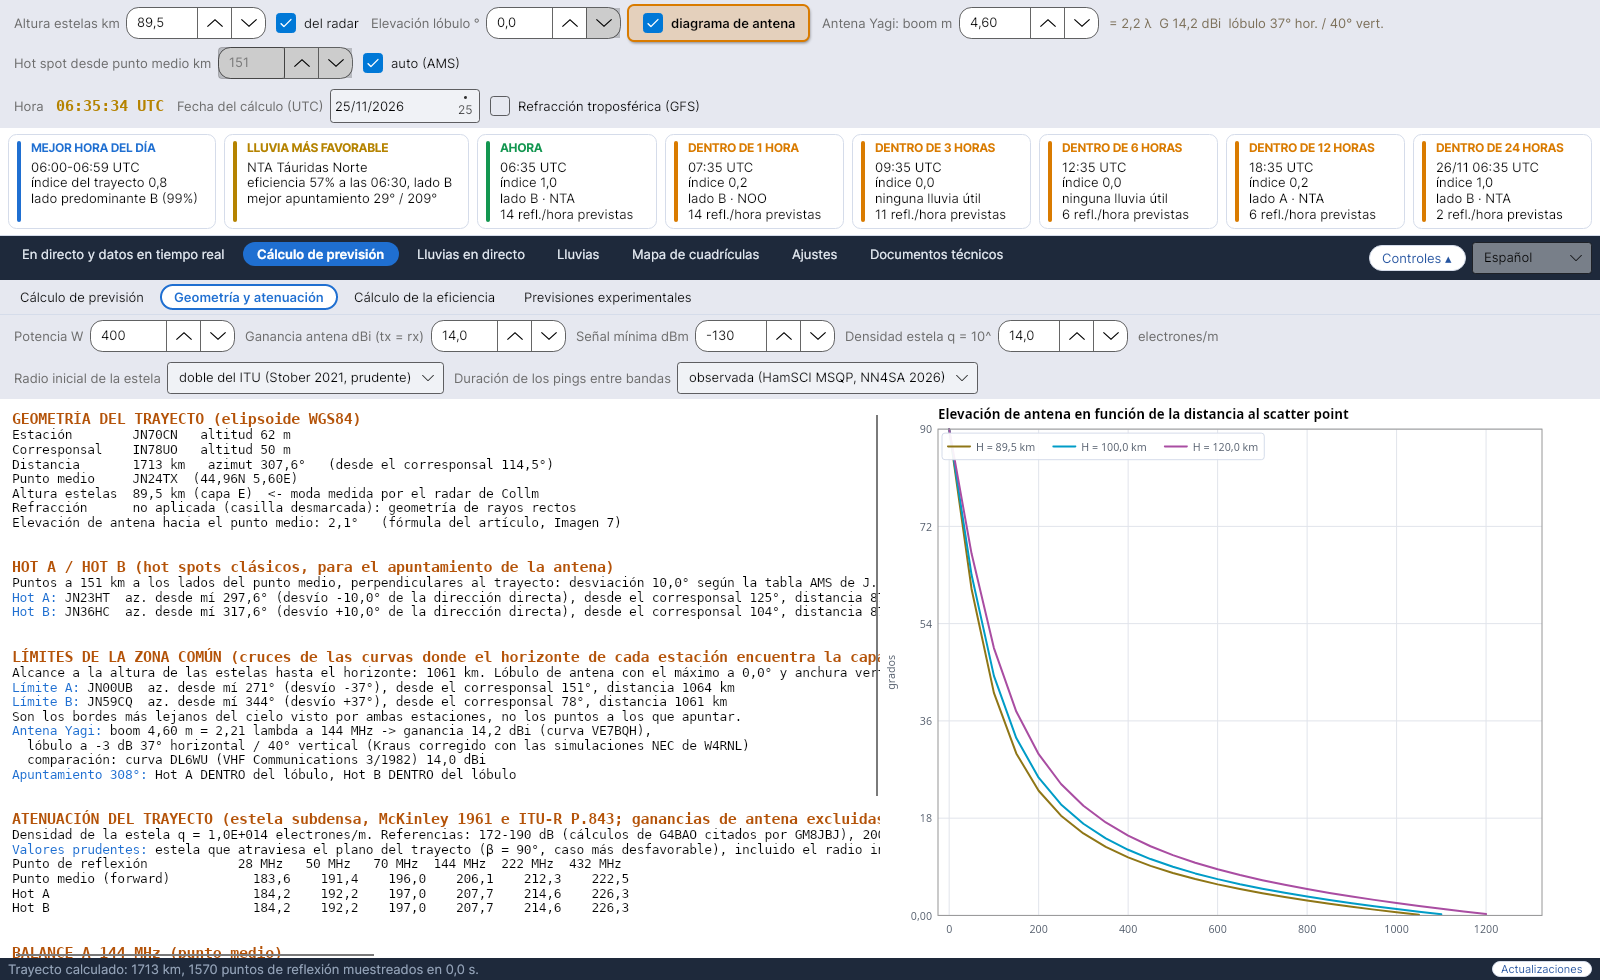 Altura estelas km 89,5 del radar Elevación lóbulo ° 0,0 diagrama de antena Antena Yagi: boom m 4,60 = 2,2 λ G 14,2 dBi lóbulo 37° hor. / 40° vert.
Hot spot desde punto medio km 151 auto (AMS)
Hora 06:35:34 UTC Fecha del cálculo (UTC) 25/11/2026 25 Refracción troposférica (GFS)
MEJOR HORA DEL DÍA
06:00-06:59 UTC
índice del trayecto 0,8
lado predominante B (99%)
LLUVIA MÁS FAVORABLE
NTA Táuridas Norte
eficiencia 57% a las 06:30, lado B
mejor apuntamiento 29° / 209°
AHORA
06:35 UTC
índice 1,0
lado B · NTA
14 refl./hora previstas
DENTRO DE 1 HORA
07:35 UTC
índice 0,2
lado B · NOO
14 refl./hora previstas
DENTRO DE 3 HORAS
09:35 UTC
índice 0,0
ninguna lluvia útil
11 refl./hora previstas
DENTRO DE 6 HORAS
12:35 UTC
índice 0,0
ninguna lluvia útil
6 refl./hora previstas
DENTRO DE 12 HORAS
18:35 UTC
índice 0,2
lado A · NTA
6 refl./hora previstas
DENTRO DE 24 HORAS
26/11 06:35 UTC
índice 1,0
lado B · NTA
2 refl./hora previstas
En directo y datos en tiempo real Cálculo de previsión Lluvias en directo Lluvias Mapa de cuadrículas Ajustes Documentos técnicos Controles ▴ Español
Cálculo de previsión Geometría y atenuación Cálculo de la eficiencia Previsiones experimentales
Potencia W 400 Ganancia antena dBi (tx = rx) 14,0 Señal mínima dBm -130 Densidad estela q = 10^ 14,0 electrones/m
Radio inicial de la estela doble del ITU (Stober 2021, prudente) Duración de los pings entre bandas observada (HamSCI MSQP, NN4SA 2026)
GEOMETRÍA DEL TRAYECTO (elipsoide WGS84)
Estación JN70CN altitud 62 m
Corresponsal IN78UO altitud 50 m
Distancia 1713 km azimut 307,6° (desde el corresponsal 114,5°)
Punto medio JN24TX (44,96N 5,60E)
Altura estelas 89,5 km (capa E) <- moda medida por el radar de Collm
Refracción no aplicada (casilla desmarcada): geometría de rayos rectos
Elevación de antena hacia el punto medio: 2,1° (fórmula del artículo, Imagen 7)
HOT A / HOT B (hot spots clásicos, para el apuntamiento de la antena)
Puntos a 151 km a los lados del punto medio, perpendiculares al trayecto: desviación 10,0° según la tabla AMS de J.
Hot A: JN23HT az. desde mí 297,6° (desvío -10,0° de la dirección directa), desde el corresponsal 125°, distancia 8
Hot B: JN36HC az. desde mí 317,6° (desvío +10,0° de la dirección directa), desde el corresponsal 104°, distancia 8
LÍMITES DE LA ZONA COMÚN (cruces de las curvas donde el horizonte de cada estación encuentra la capa
Alcance a la altura de las estelas hasta el horizonte: 1061 km. Lóbulo de antena con el máximo a 0,0° y anchura ver
Límite A: JN00UB az. desde mí 271° (desvío -37°), desde el corresponsal 151°, distancia 1064 km
Límite B: JN59CQ az. desde mí 344° (desvío +37°), desde el corresponsal 78°, distancia 1061 km
Son los bordes más lejanos del cielo visto por ambas estaciones, no los puntos a los que apuntar.
Antena Yagi: boom 4,60 m = 2,21 lambda a 144 MHz -> ganancia 14,2 dBi (curva VE7BQH),
lóbulo a -3 dB 37° horizontal / 40° vertical (Kraus corregido con las simulaciones NEC de W4RNL)
comparación: curva DL6WU (VHF Communications 3/1982) 14,0 dBi
Apuntamiento 308°: Hot A DENTRO del lóbulo, Hot B DENTRO del lóbulo
ATENUACIÓN DEL TRAYECTO (estela subdensa, McKinley 1961 e ITU-R P.843; ganancias de antena excluidas
Densidad de la estela q = 1,0E+014 electrones/m. Referencias: 172-190 dB (cálculos de G4BAO citados por GM8JBJ), 200
Valores prudentes: estela que atraviesa el plano del trayecto (β = 90°, caso más desfavorable), incluido el radio in
Punto de reflexión 28 MHz 50 MHz 70 MHz 144 MHz 222 MHz 432 MHz
Punto medio (forward) 183,6 191,4 196,0 206,1 212,3 222,5
Hot A 184,2 192,2 197,0 207,7 214,6 226,3
Hot B 184,2 192,2 197,0 207,7 214,6 226,3
BALANCE A 144 MHz (punto medio)
Elevación de antena en función de la distancia al scatter point
H = 89,5 km H = 100,0 km H = 120,0 km
90
72
54
36
18
0,00
grados
0 200 400 600 800 1000 1200
Trayecto calculado: 1713 km, 1570 puntos de reflexión muestreados en 0,0 s. Actualizaciones